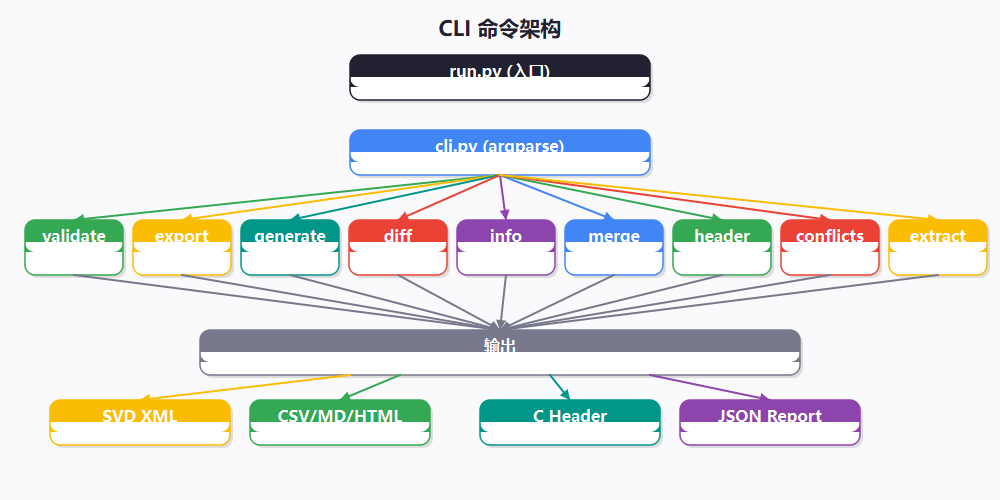 CLI 命令架构
run.py (入口)
cli.py (argparse)
validate
export
generate
diff
info
merge
header
conflicts
extract
输出
SVD XML
CSV/MD/HTML
C Header
JSON Report